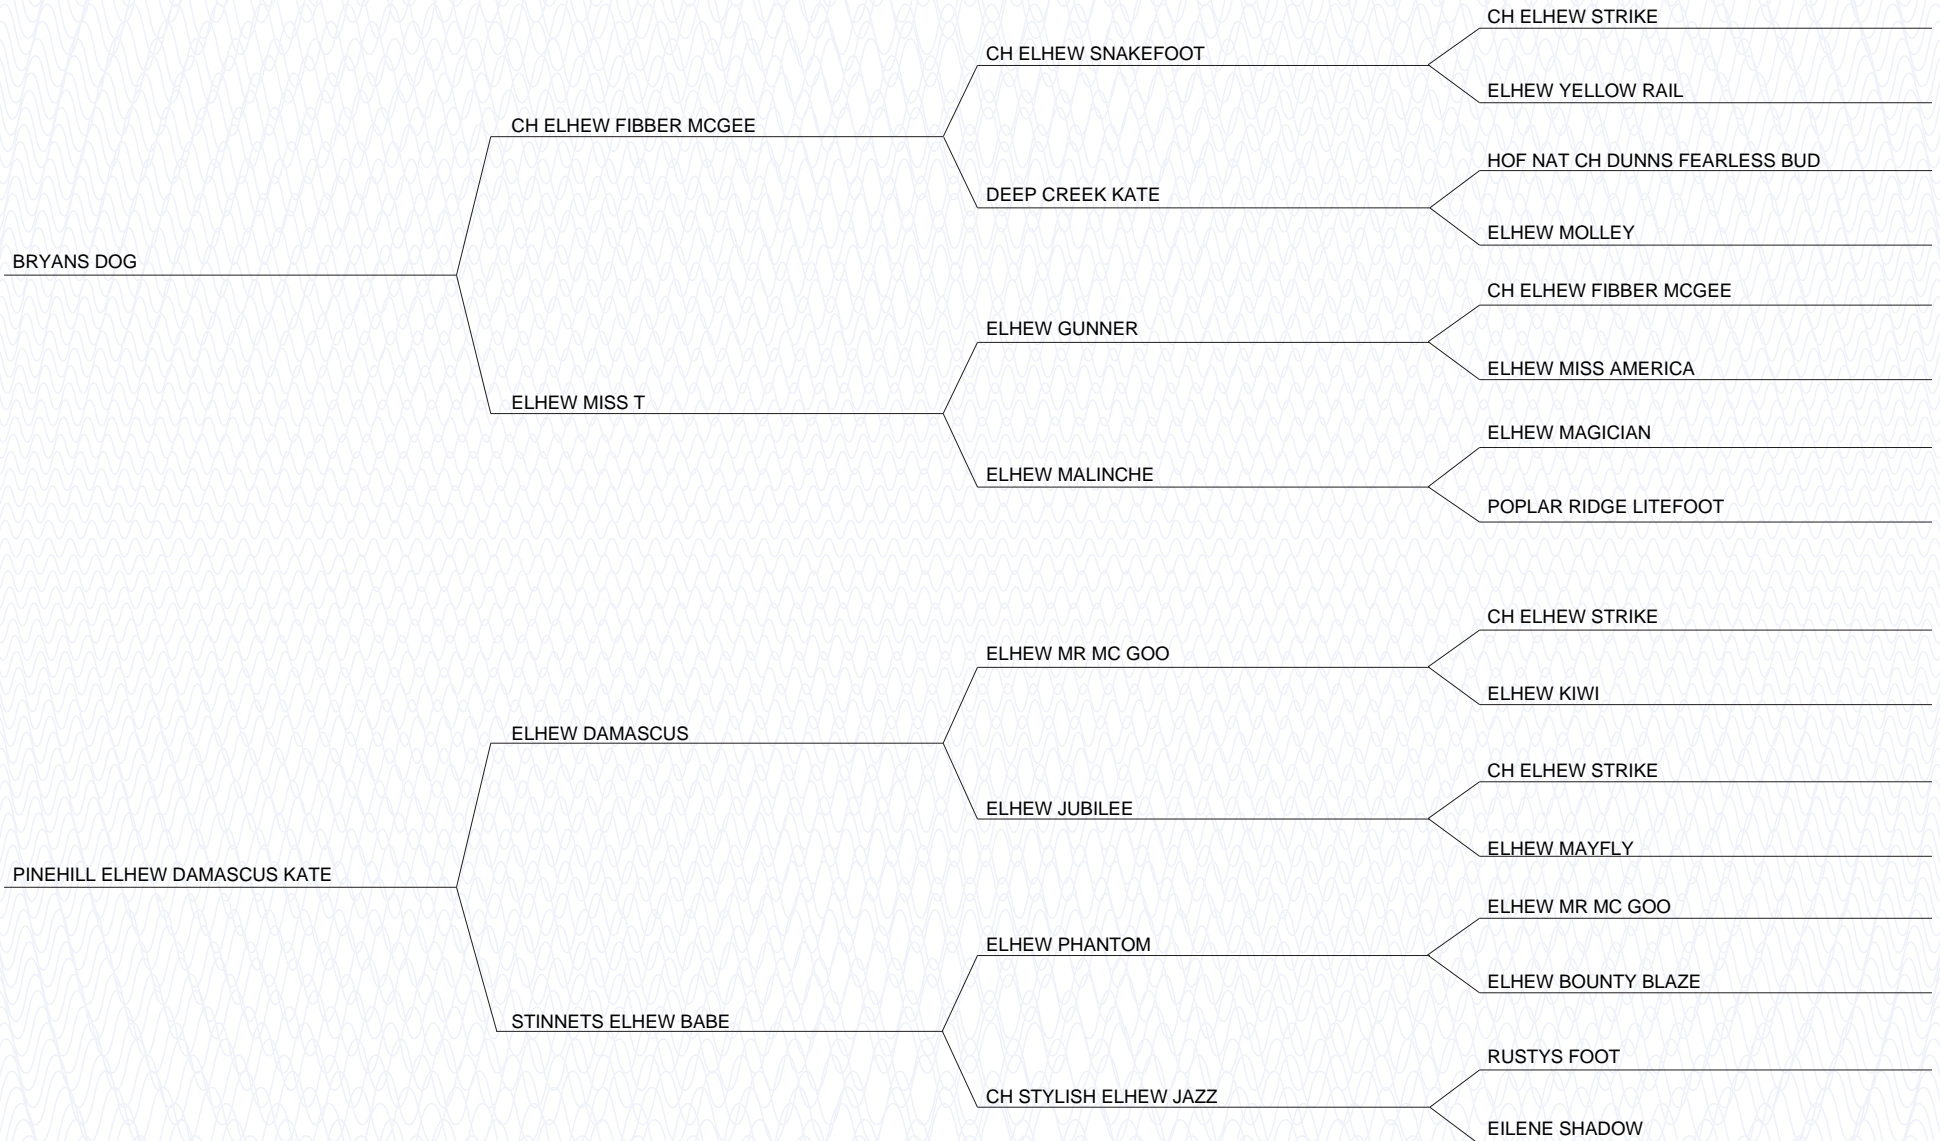 CH ELHEW STRIKE
CH ELHEW SNAKEFOOT
ELHEW YELLOW RAIL
CH ELHEW FIBBER MCGEE
HOF NAT CH DUNNS FEARLESS BUD
DEEP CREEK KATE
ELHEW MOLLEY
BRYANS DOG
CH ELHEW FIBBER MCGEE
ELHEW GUNNER
ELHEW MISS AMERICA
ELHEW MISS T
ELHEW MAGICIAN
ELHEW MALINCHE
POPLAR RIDGE LITEFOOT
CH ELHEW STRIKE
ELHEW MR MC GOO
ELHEW KIWI
ELHEW DAMASCUS
CH ELHEW STRIKE
ELHEW JUBILEE
ELHEW MAYFLY
PINEHILL ELHEW DAMASCUS KATE
ELHEW MR MC GOO
ELHEW PHANTOM
ELHEW BOUNTY BLAZE
STINNETS ELHEW BABE
RUSTYS FOOT
CH STYLISH ELHEW JAZZ
EILENE SHADOW